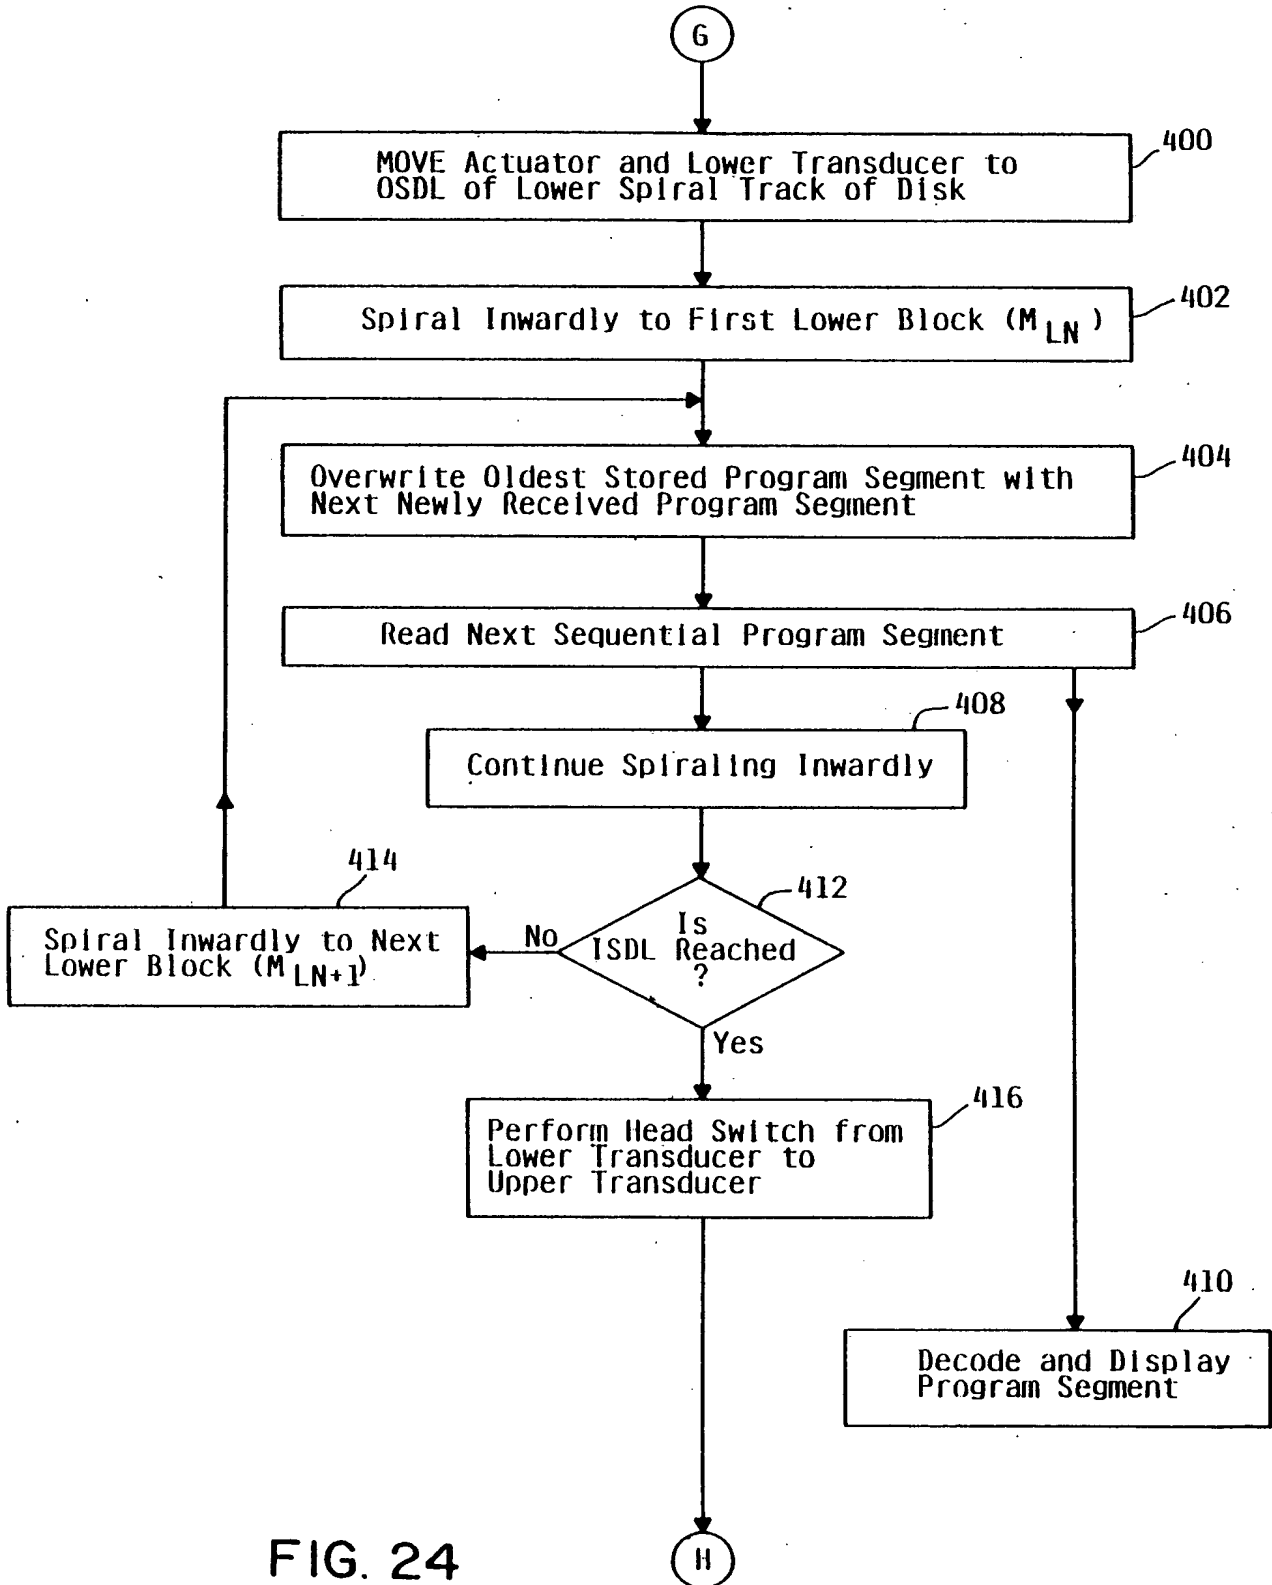 G
MOVE Actuator and Lower Transducer to
OSDL of Lower Spiral Track of Disk
400
Spiral Inwardly to First Lower Block (M LN )
402
Overwrite Oldest Stored Program Segment with
Next Newly Received Program Segment
404
Read Next Sequential Program Segment
406
408
Continue Spiraling Inwardly
414
412
Is
ISDL Reached
?
No
Spiral Inwardly to Next
Lower Block (M LN+1)
Yes
416
Perform Head Switch from
Lower Transducer to
Upper Transducer
410
Decode and Display
Program Segment
FIG. 24
H